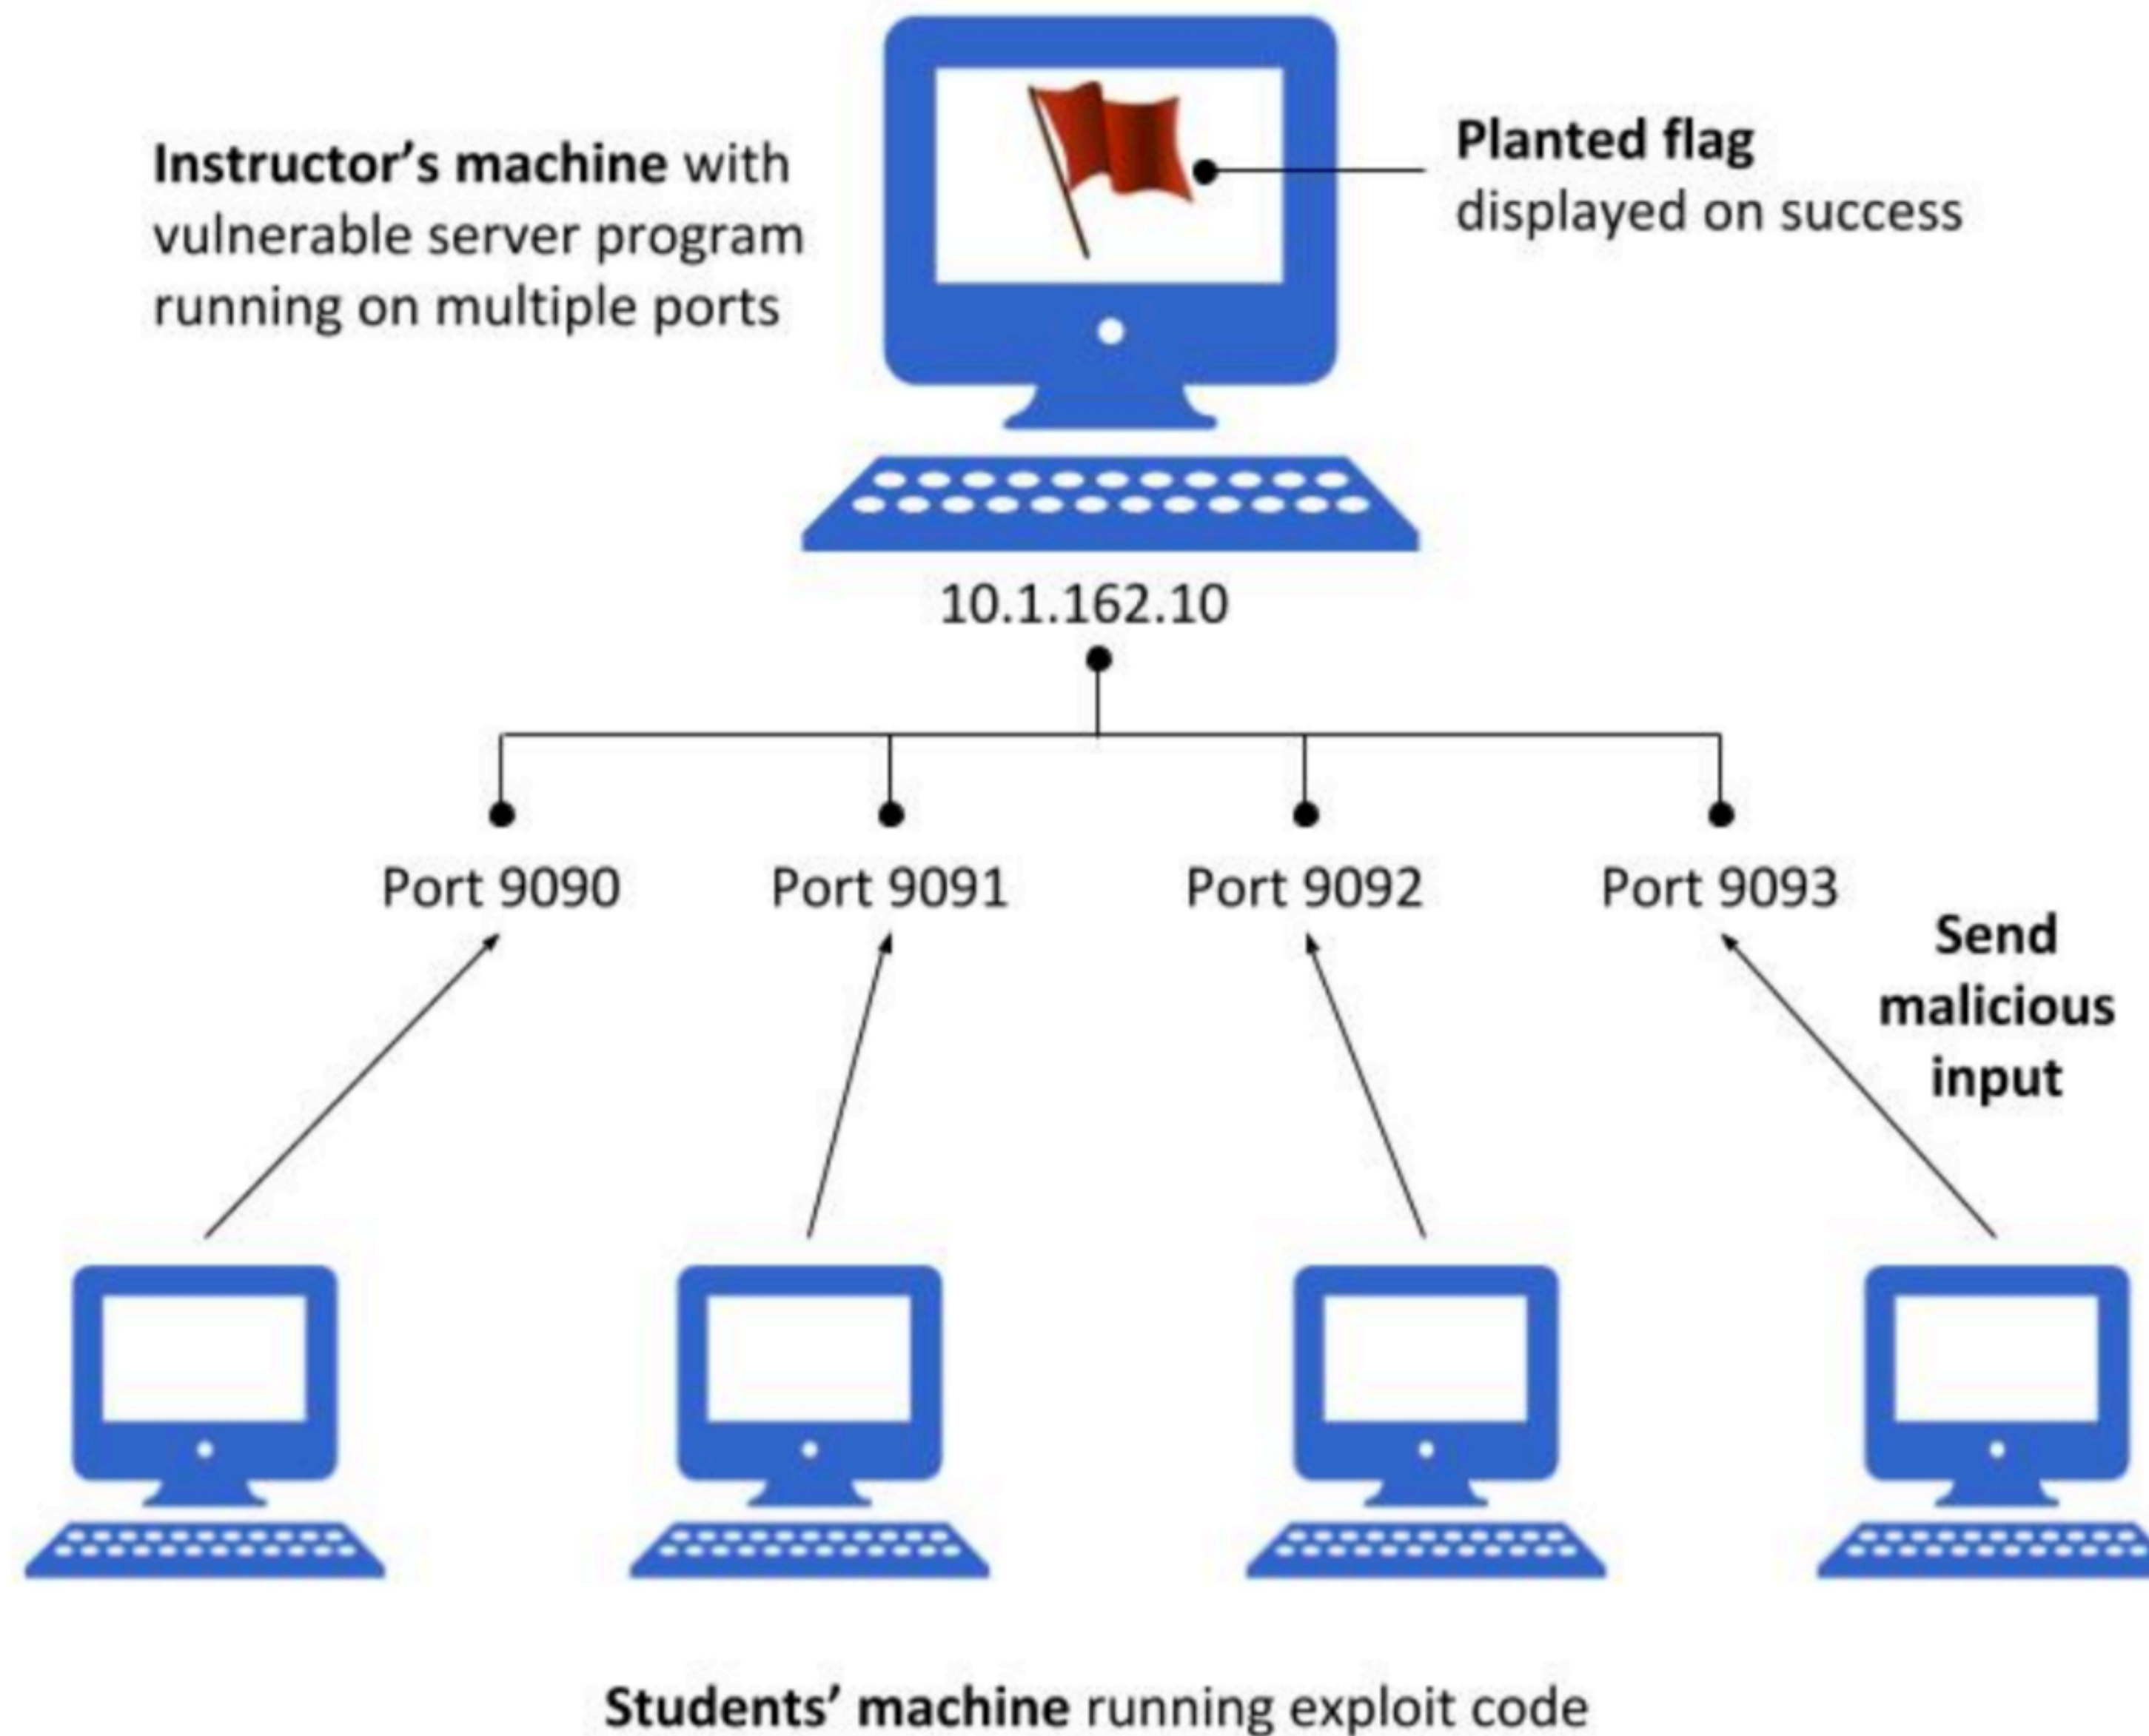 Instructor’s machine with
vulnerable server program
running on multiple ports
Planted flag
displayed on success
10.1.162.10
Port 9090
Port 9091
Port 9092
Port 9093
Send
malicious
input
Students’ machine running exploit code